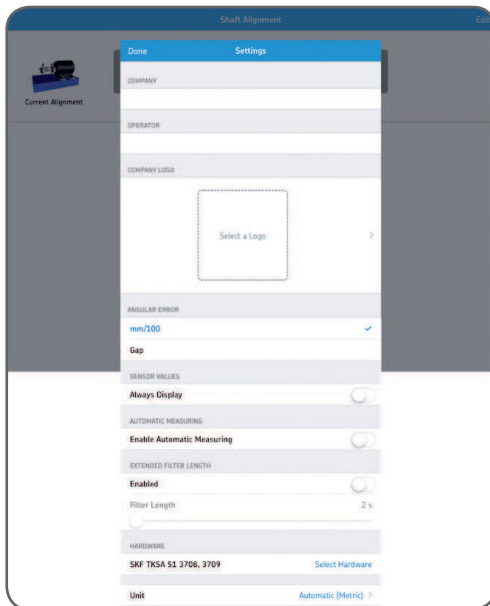 Shaft Alignment
Edit
Done
Settings
Current Alignment
COMPANY
OPERATOR
COMPANY LOGO
Select a Logo
ANGULAR ERROR
mm/100
Gap
SENSOR VALUES
Always Display
AUTOMATIC MEASURING
Enable Automatic Measuring
EXTENDED FILTER LENGTH
Enabled
Filter Length 2 s
HARDWARE
SKF TKSA 51 3708, 3709 Select Hardware
Unit Automatic (Metric)